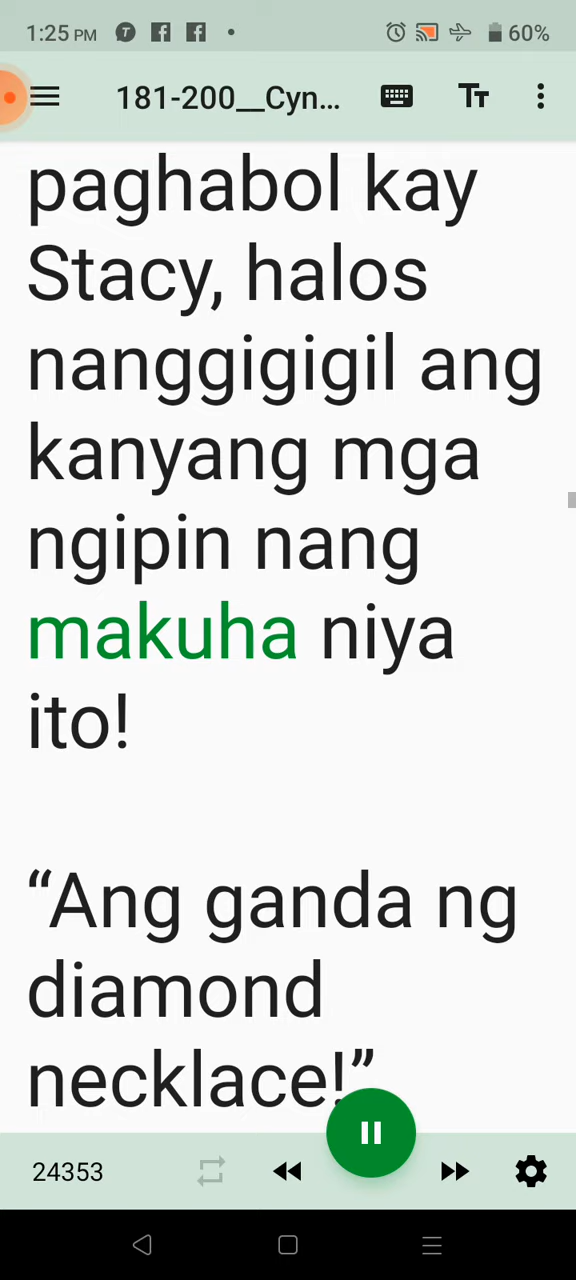 1:25 PM
60%
181-200__Cyn...
Tт
paghabol kay
Stacy, halos
nanggigigil ang
kanyang mga
ngipin nang
makuha niya
ito!
“Ang ganda ng
diamond
necklace!”
24353